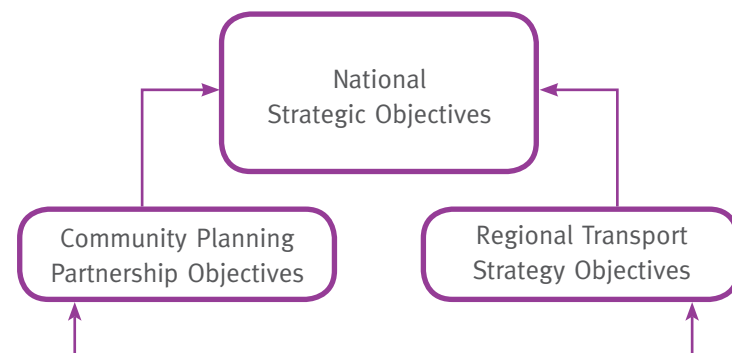 National
Strategic Objectives
Community Planning
Partnership Objectives
Regional Transport
Strategy Objectives